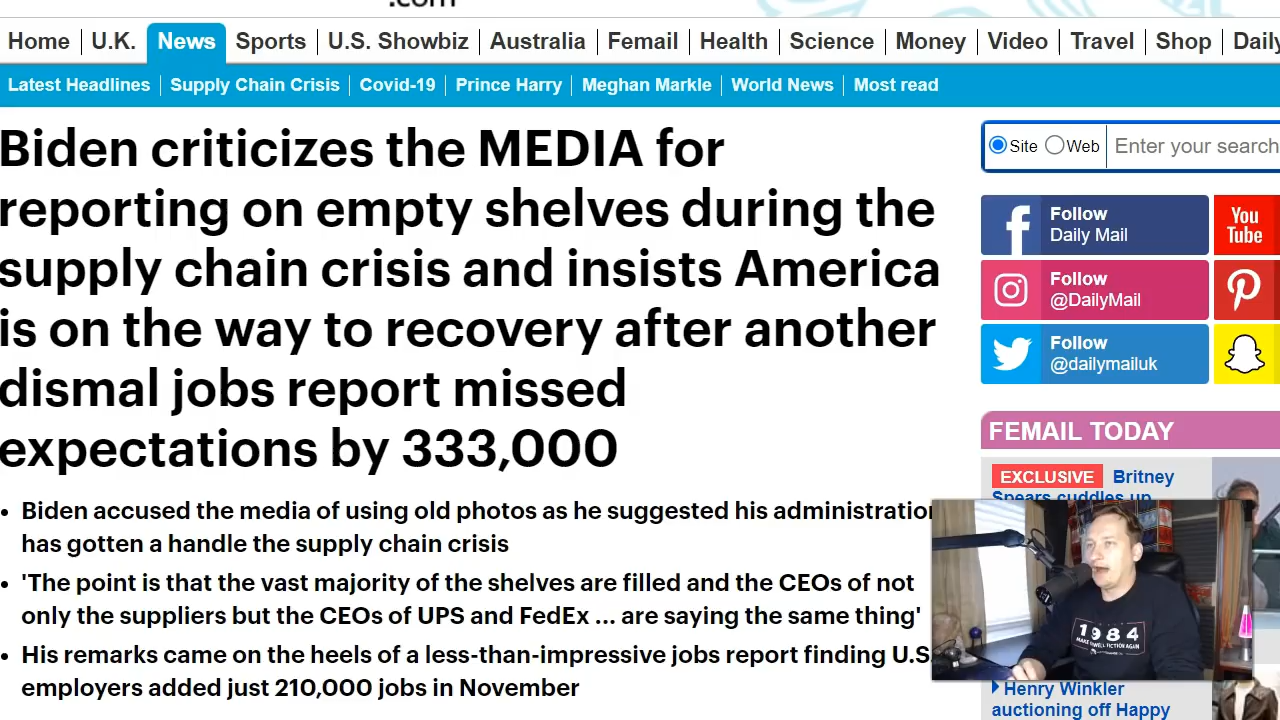 .com
Home U.K. News Sports U.S. Showbiz Australia Femail Health Science Money Video Travel Shop Daily
Latest Headlines Supply Chain Crisis Covid-19 Prince Harry Meghan Markle World News Most read
Biden criticizes the MEDIA for
reporting on empty shelves during the
supply chain crisis and insists America
is on the way to recovery after another
dismal jobs report missed
expectations by 333,000
• Biden accused the media of using old photos as he suggested his administration
has gotten a handle the supply chain crisis
• 'The point is that the vast majority of the shelves are filled and the CEOs of not
only the suppliers but the CEOs of UPS and FedEx ... are saying the same thing'
• His remarks came on the heels of a less-than-impressive jobs report finding U.S.
employers added just 210,000 jobs in November
Site Web Enter your search
Follow
Daily Mail
You
Tube
Follow
@DailyMail
Follow
@dailymailuk
FEMAIL TODAY
EXCLUSIVE Britney
Spears cuddles up
1984
Henry Winkler
auctioning off Happy